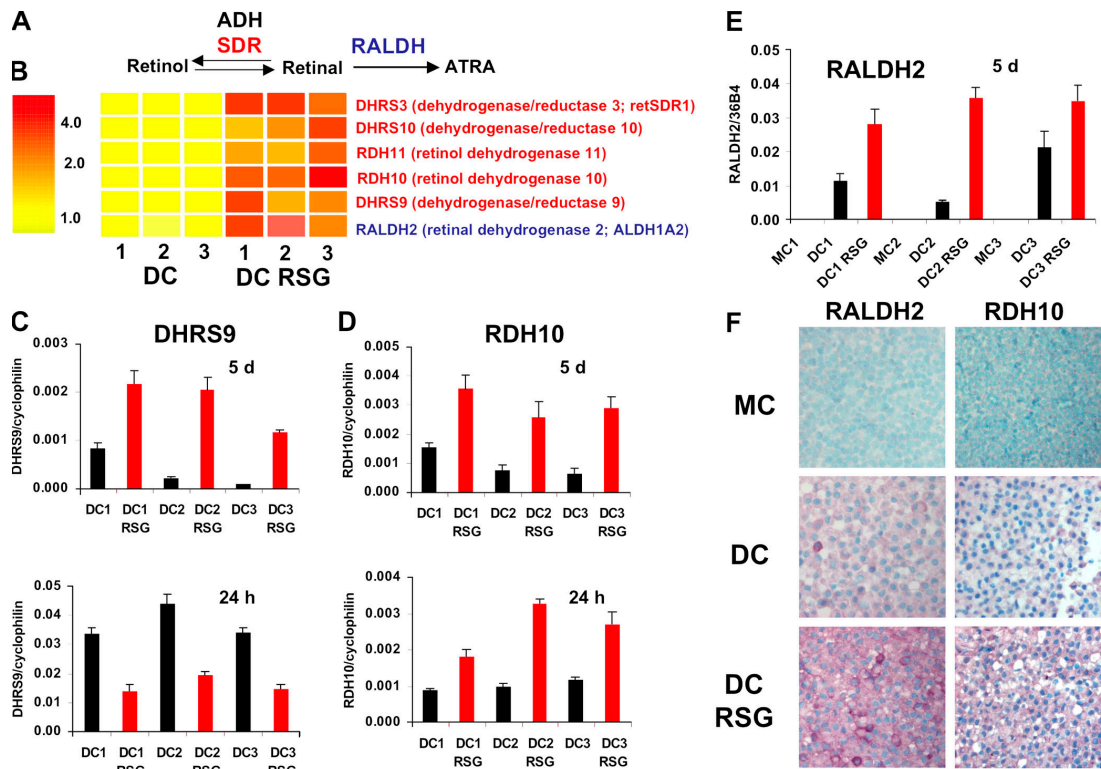 A
ADH
SDR
RALDH
Retinol
Retinal
ATRA
B
4.0
2.0
1.0
DHRS3 (dehydrogenase/reductase 3; retSDR1)
DHRS10 (dehydrogenase/reductase 10)
RDH11 (retinol dehydrogenase 11)
RDH10 (retinol dehydrogenase 10)
DHRS9 (dehydrogenase/reductase 9)
RALDH2 (retinal dehydrogenase 2; ALDH1A2)
1 2 3 1 2 3
DC DC RSG
C
DHRS9
5 d
DHRS9/cyclophilin
0.003
0.002
0.001
0.000
DC1 DC1 DC2 DC2 DC3 DC3
RSG RSG RSG
24 h
DHRS9/cyclophilin
0.05
0.04
0.03
0.02
0.01
0.00
DC1 DC1 DC2 DC2 DC3 DC3
RSG RSG RSG
D
RDH10
5 d
RDH10/cyclophilin
0.005
0.004
0.003
0.002
0.001
0.000
DC1 DC1 DC2 DC2 DC3 DC3
RSG RSG RSG
24 h
RDH10/cyclophilin
0.004
0.003
0.002
0.001
0.000
DC1 DC1 DC2 DC2 DC3 DC3
RSG RSG RSG
E
RALDH2
5 d
RALDH2/36B4
0.05
0.04
0.03
0.02
0.01
0.00
MC1 DC1 DC1 RSG MC2 DC2 DC2 RSG MC3 DC3 DC3 RSG
F
RALDH2 RDH10
MC
DC
DC
RSG